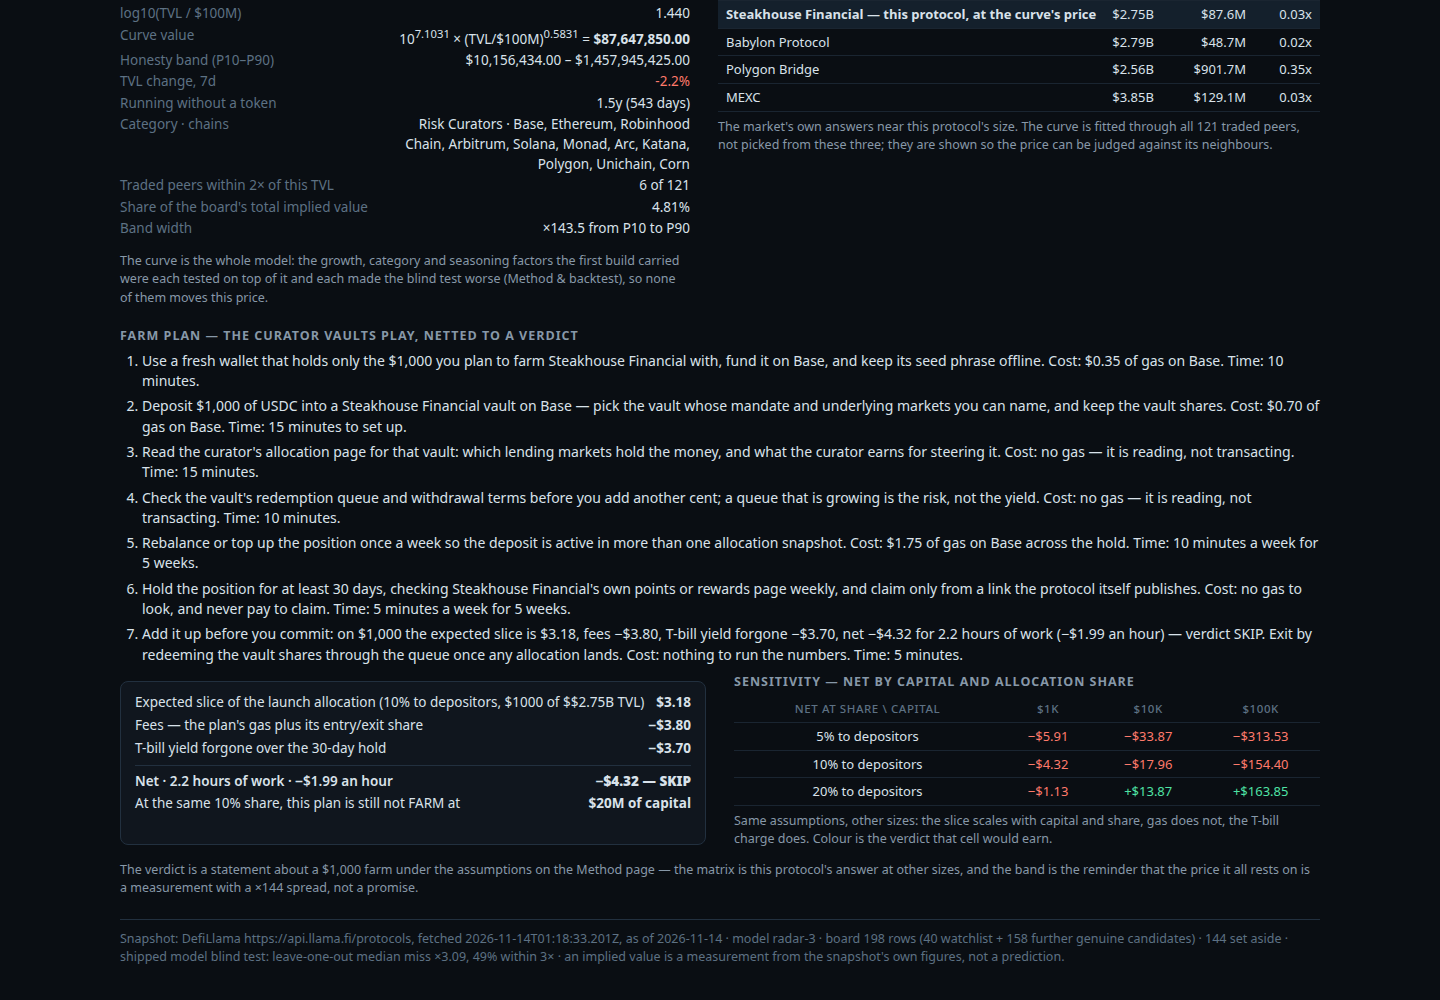 log10(TVL / $100M) 1.440
Curve value 10^7.1031 × (TVL/$100M)^0.5831 = $87,647,850.00
Honesty band (P10–P90) $10,156,434.00 – $1,457,945,425.00
TVL change, 7d -2.2%
Running without a token 1.5y (543 days)
Category · chains Risk Curators · Base, Ethereum, Robinhood
Chain, Arbitrum, Solana, Monad, Arc, Katana,
Polygon, Unichain, Corn
Traded peers within 2× of this TVL 6 of 121
Share of the board's total implied value 4.81%
Band width ×143.5 from P10 to P90
The curve is the whole model: the growth, category and seasoning factors the first build carried
were each tested on top of it and each made the blind test worse (Method & backtest), so none
of them moves this price.
Steakhouse Financial — this protocol, at the curve's price $2.75B $87.6M 0.03x
Babylon Protocol $2.79B $48.7M 0.02x
Polygon Bridge $2.56B $901.7M 0.35x
MEXC $3.85B $129.1M 0.03x
The market's own answers near this protocol's size. The curve is fitted through all 121 traded peers,
not picked from these three; they are shown so the price can be judged against its neighbours.
FARM PLAN — THE CURATOR VAULTS PLAY, NETTED TO A VERDICT
1. Use a fresh wallet that holds only the $1,000 you plan to farm Steakhouse Financial with, fund it on Base, and keep its seed phrase offline. Cost: $0.35 of gas on Base. Time: 10
minutes.
2. Deposit $1,000 of USDC into a Steakhouse Financial vault on Base — pick the vault whose mandate and underlying markets you can name, and keep the vault shares. Cost: $0.70 of
gas on Base. Time: 15 minutes to set up.
3. Read the curator's allocation page for that vault: which lending markets hold the money, and what the curator earns for steering it. Cost: no gas — it is reading, not transacting.
Time: 15 minutes.
4. Check the vault's redemption queue and withdrawal terms before you add another cent; a queue that is growing is the risk, not the yield. Cost: no gas — it is reading, not
transacting. Time: 10 minutes.
5. Rebalance or top up the position once a week so the deposit is active in more than one allocation snapshot. Cost: $1.75 of gas on Base across the hold. Time: 10 minutes a week for
5 weeks.
6. Hold the position for at least 30 days, checking Steakhouse Financial's own points or rewards page weekly, and claim only from a link the protocol itself publishes. Cost: no gas to
look, and never pay to claim. Time: 5 minutes a week for 5 weeks.
7. Add it up before you commit: on $1,000 the expected slice is $3.18, fees −$3.80, T-bill yield forgone −$3.70, net −$4.32 for 2.2 hours of work (−$1.99 an hour) — verdict SKIP. Exit by
redeeming the vault shares through the queue once any allocation lands. Cost: nothing to run the numbers. Time: 5 minutes.
Expected slice of the launch allocation (10% to depositors, $1000 of $$2.75B TVL) $3.18
Fees — the plan's gas plus its entry/exit share −$3.80
T-bill yield forgone over the 30-day hold −$3.70
Net · 2.2 hours of work · −$1.99 an hour −$4.32 — SKIP
At the same 10% share, this plan is still not FARM at $20M of capital
SENSITIVITY — NET BY CAPITAL AND ALLOCATION SHARE
NET AT SHARE \ CAPITAL $1K $10K $100K
5% to depositors −$5.91 −$33.87 −$313.53
10% to depositors −$4.32 −$17.96 −$154.40
20% to depositors −$1.13 +$13.87 +$163.85
Same assumptions, other sizes: the slice scales with capital and share, gas does not, the T-bill
charge does. Colour is the verdict that cell would earn.
The verdict is a statement about a $1,000 farm under the assumptions on the Method page — the matrix is this protocol's answer at other sizes, and the band is the reminder that the price it all rests on is
a measurement with a ×144 spread, not a promise.
Snapshot: DefiLlama https://api.llama.fi/protocols, fetched 2026-11-14T01:18:33.201Z, as of 2026-11-14 · model radar-3 · board 198 rows (40 watchlist + 158 further genuine candidates) · 144 set aside ·
shipped model blind test: leave-one-out median miss ×3.09, 49% within 3× · an implied value is a measurement from the snapshot's own figures, not a prediction.